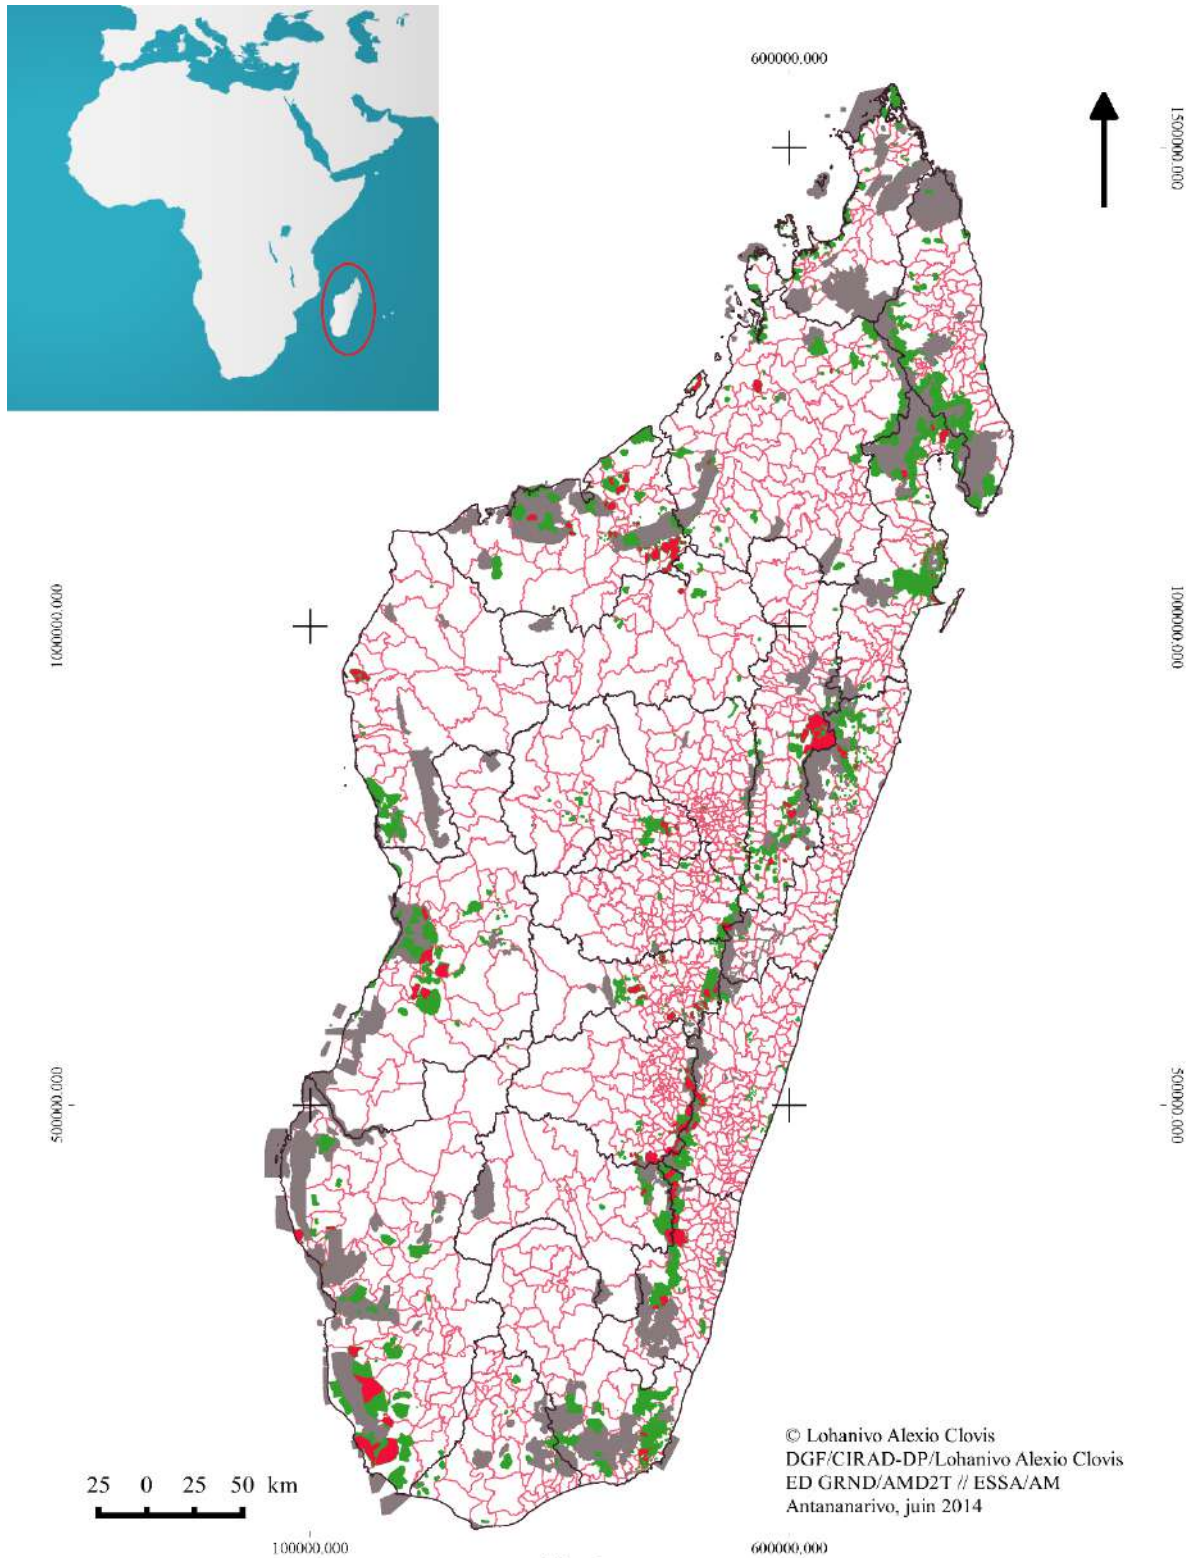 600000,000
1500000,000
1000000,000
1000000,000
500000,000
500000,000
25 0 25 50 km
© Lohanivo Alexio Clovis
DGF/CIRAD-DP/Lohanivo Alexio Clovis
ED GRND/AMD2T // ESSA/AM
Antananarivo, juin 2014
100000,000
600000,000